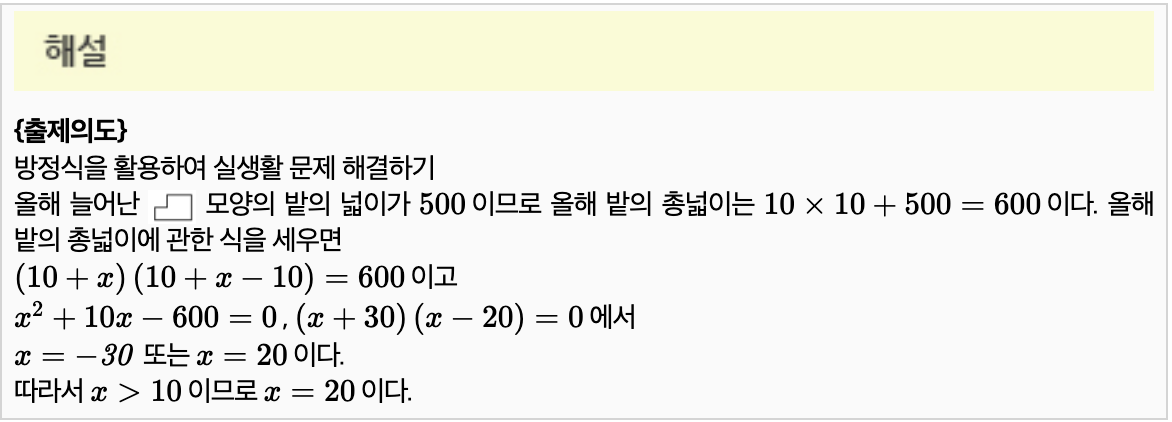 해설
{출제의도}
방정식을 활용하여 실생활 문제 해결하기
올해 늘어난 모양의 밭의 넓이가 500 이므로 올해 밭의 총넓이는 10 × 10 + 500 = 600 이다. 올해
밭의 총넓이에 관한 식을 세우면
(10 + x) (10 + x − 10) = 600 이고
x² + 10x − 600 = 0 , (x + 30) (x − 20) = 0 에서
x = −30 또는 x = 20 이다.
따라서 x > 10 이므로 x = 20 이다.